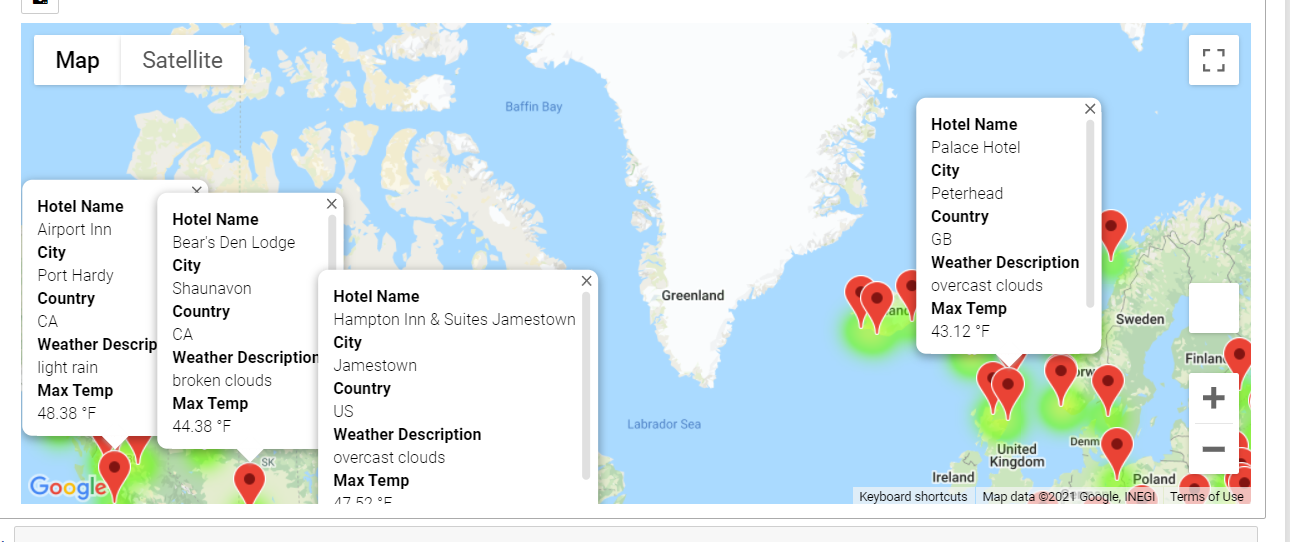 Map
Satellite
Baffin Bay
Greenland
Labrador Sea
Hotel Name
Airport Inn
City
Port Hardy
Country
CA
Weather Descrip
light rain
Max Temp
48.38 °F
Hotel Name
Bear's Den Lodge
City
Shaunavon
Country
CA
Weather Description
broken clouds
Max Temp
44.38 °F
SK
Hotel Name
Hampton Inn & Suites Jamestown
City
Jamestown
Country
US
Weather Description
overcast clouds
Max Temp
47.52 °F
Hotel Name
Palace Hotel
City
Peterhead
Country
GB
Weather Description
overcast clouds
Max Temp
43.12 °F
Sweden
Finlan
United
Kingdom
Denm
Ireland
Poland
Google
Keyboard shortcuts
Map data ©2021 Google, INEGI
Terms of Use